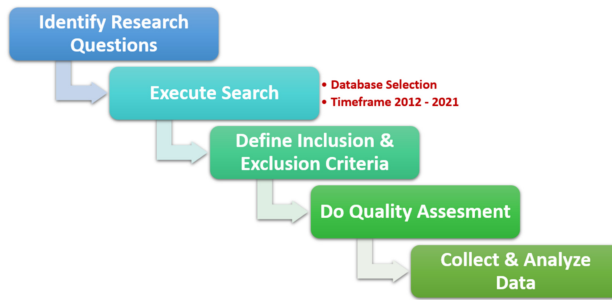 Identify Research
Questions
Execute Search
• Database Selection
• Timeframe 2012 - 2021
Define Inclusion &
Exclusion Criteria
Do Quality Assesment
Collect & Analyze
Data